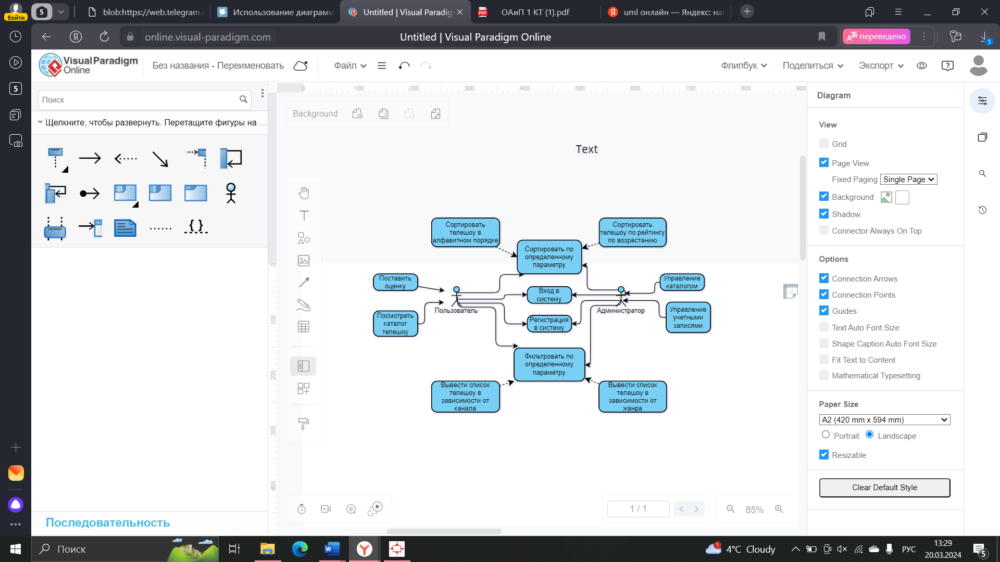 Войти
5
blob:https://web.telegram.o
Использование диаграмм
Untitled | Visual Paradig
PDF
ОАиП 1 КТ (1).pdf
Я
uml онлайн — Яндекс: на
online.visual-paradigm.com
Untitled | Visual Paradigm Online
переведено
1
5
VisualParadigm
Online
Без названия - Переименовать
Файл
Флипбук
Поделиться
Экспорт
Поиск
Щелкните, чтобы развернуть. Перетащите фигуры на ...
a
I
{ }
Последовательность
0 100 200 300 400 500 600 700 800 900
0
100
200
300
400
Background
Text
Сортировать
телешоу в
алфавитном порядке
Сортировать
телешоу по рейтингу
по возрастанию
Сортировать по
определенному
параметру
Поставить
оценку
Посмотреть
каталог
телешоу
Пользователь
Вход в
систему
Регистрация
в систему
Администратор
Управление
каталогом
Управление
учетными
записями
Фильтровать по
определенному
параметру
Вывести список
телешоу в
зависимости от
канала
Вывести список
телешоу в
зависимости от
жанра
1 / 1
85%
Diagram
View
Grid
Page View
Fixed Paging Single Page
Background
Shadow
Connector Always On Top
Options
Connection Arrows
Connection Points
Guides
Text Auto Font Size
Shape Caption Auto Font Size
Fit Text to Content
Mathematical Typesetting
Paper Size
A2 (420 mm x 594 mm)
Portrait Landscape
Resizable
Clear Default Style
Поиск
1
4°C Cloudy
РУС
13:29
20.03.2024
5